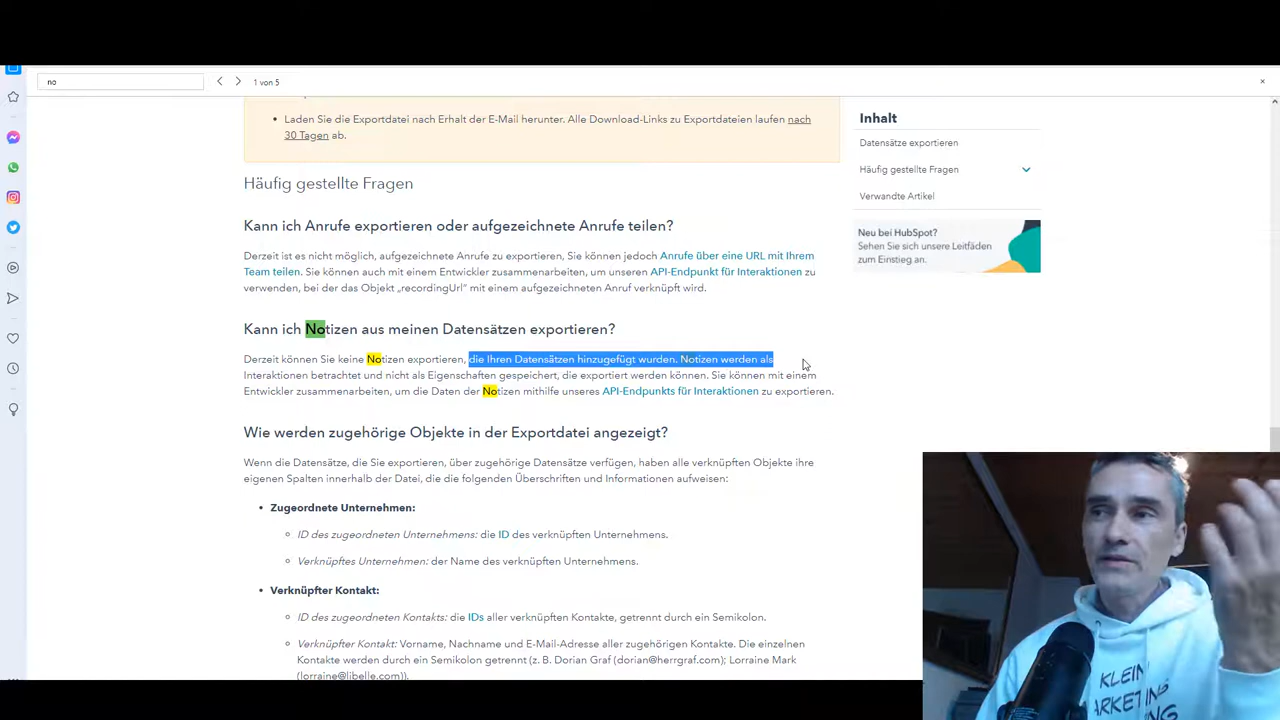 no
1 von 5
Laden Sie die Exportdatei nach Erhalt der E-Mail herunter. Alle Download-Links zu Exportdateien laufen nach
30 Tagen ab.
Häufig gestellte Fragen
Kann ich Anrufe exportieren oder aufgezeichnete Anrufe teilen?
Derzeit ist es nicht möglich, aufgezeichnete Anrufe zu exportieren, Sie können jedoch Anrufe über eine URL mit Ihrem
Team teilen. Sie können auch mit einem Entwickler zusammenarbeiten, um unseren API-Endpunkt für Interaktionen zu
verwenden, bei der das Objekt „recordingUrl" mit einem aufgezeichneten Anruf verknüpft wird.
Kann ich Notizen aus meinen Datensätzen exportieren?
Derzeit können Sie keine Notizen exportieren, die Ihren Datensätzen hinzugefügt wurden. Notizen werden als
Interaktionen betrachtet und nicht als Eigenschaften gespeichert, die exportiert werden können. Sie können mit einem
Entwickler zusammenarbeiten, um die Daten der Notizen mithilfe unseres API-Endpunkts für Interaktionen zu exportieren.
Wie werden zugehörige Objekte in der Exportdatei angezeigt?
Wenn die Datensätze, die Sie exportieren, über zugehörige Datensätze verfügen, haben alle verknüpften Objekte ihre
eigenen Spalten innerhalb der Datei, die die folgenden Überschriften und Informationen aufweisen:
Zugeordnete Unternehmen:
ID des zugeordneten Unternehmens: die ID des verknüpften Unternehmens.
Verknüpftes Unternehmen: der Name des verknüpften Unternehmens.
Verknüpfter Kontakt:
ID des zugeordneten Kontakts: die IDs aller verknüpften Kontakte, getrennt durch ein Semikolon.
Verknüpfter Kontakt: Vorname, Nachname und E-Mail-Adresse aller zugehörigen Kontakte. Die einzelnen
Kontakte werden durch ein Semikolon getrennt (z. B. Dorian Graf (dorian@herrgraf.com); Lorraine Mark
(lorraine@libelle.com)).
Inhalt
Datensätze exportieren
Häufig gestellte Fragen
Verwandte Artikel
Neu bei HubSpot?
Sehen Sie sich unsere Leitfäden
zum Einstieg an.
KLEIN
ARKETING